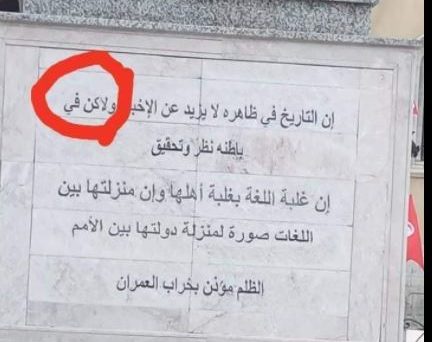 إن التاريخ في ظاهره لا يزيد عن الإخبار ولاكن في
باطنه نظر وتحقيق
إن غلبة اللغة بغلبة أهلها وإن منزلتها بين
اللغات صورة لمنزلة دولتها بين الأمم
الظلم مؤذن بخراب العمران